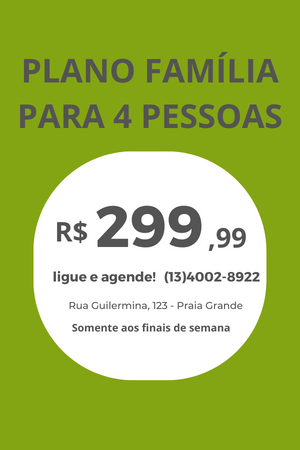 PLANO FAMÍLIA
PARA 4 PESSOAS
R$ 299,99
ligue e agende! (13)4002-8922
Rua Guilermina, 123 - Praia Grande
Somente aos finais de semana